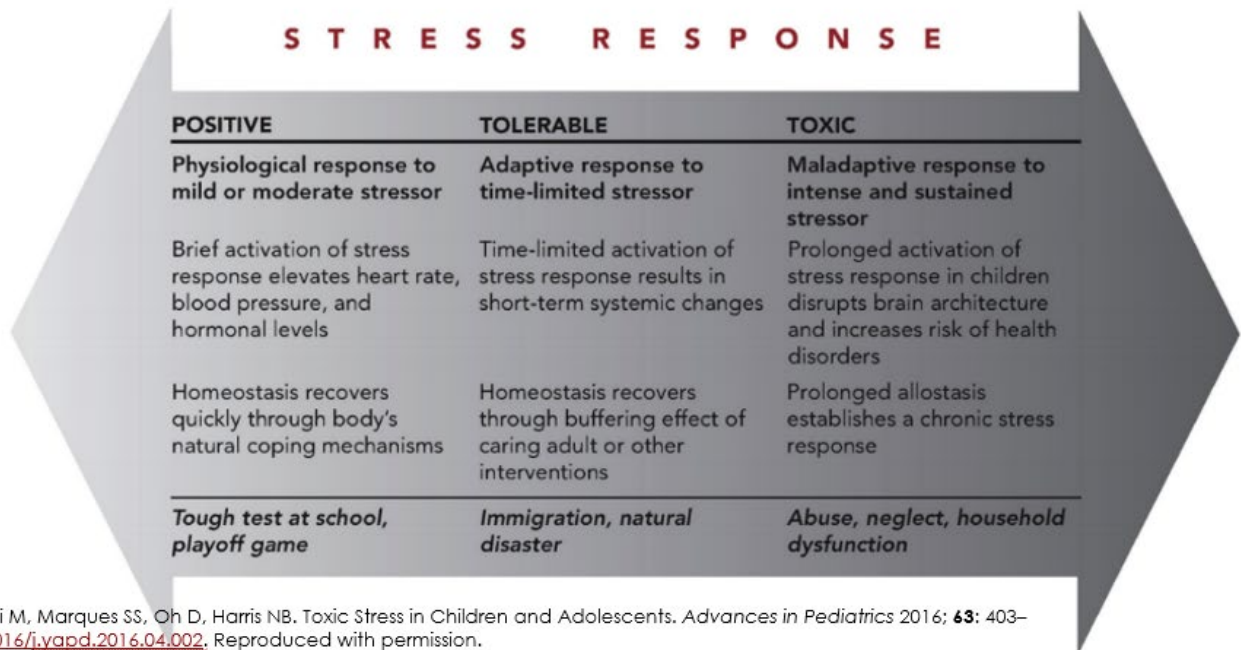 STRESS RESPONSE
POSITIVE
Physiological response to
mild or moderate stressor
Brief activation of stress
response elevates heart rate,
blood pressure, and
hormonal levels
Homeostasis recovers
quickly through body's
natural coping mechanisms
Tough test at school,
playoff game
TOLERABLE
Adaptive response to
time-limited stressor
Time-limited activation of
stress response results in
short-term systemic changes
Homeostasis recovers
through buffering effect of
caring adult or other
interventions
Immigration, natural
disaster
TOXIC
Maladaptive response to
intense and sustained
stressor
Prolonged activation of
stress response in children
disrupts brain architecture
and increases risk of health
disorders
Prolonged allostasis
establishes a chronic stress
response
Abuse, neglect, household
dysfunction
i M, Marques SS, Oh D, Harris NB. Toxic Stress in Children and Adolescents. Advances in Pediatrics 2016; 63: 403–
016/j.yapd.2016.04.002. Reproduced with permission.